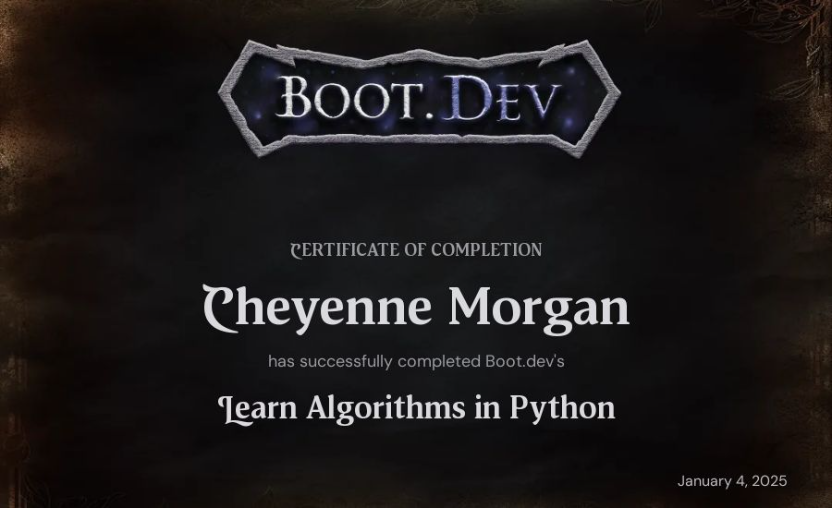 BOOT.DEV
CERTIFICATE OF COMPLETION
Cheyenne Morgan
has successfully completed Boot.dev's
Learn Algorithms in Python
January 4, 2025